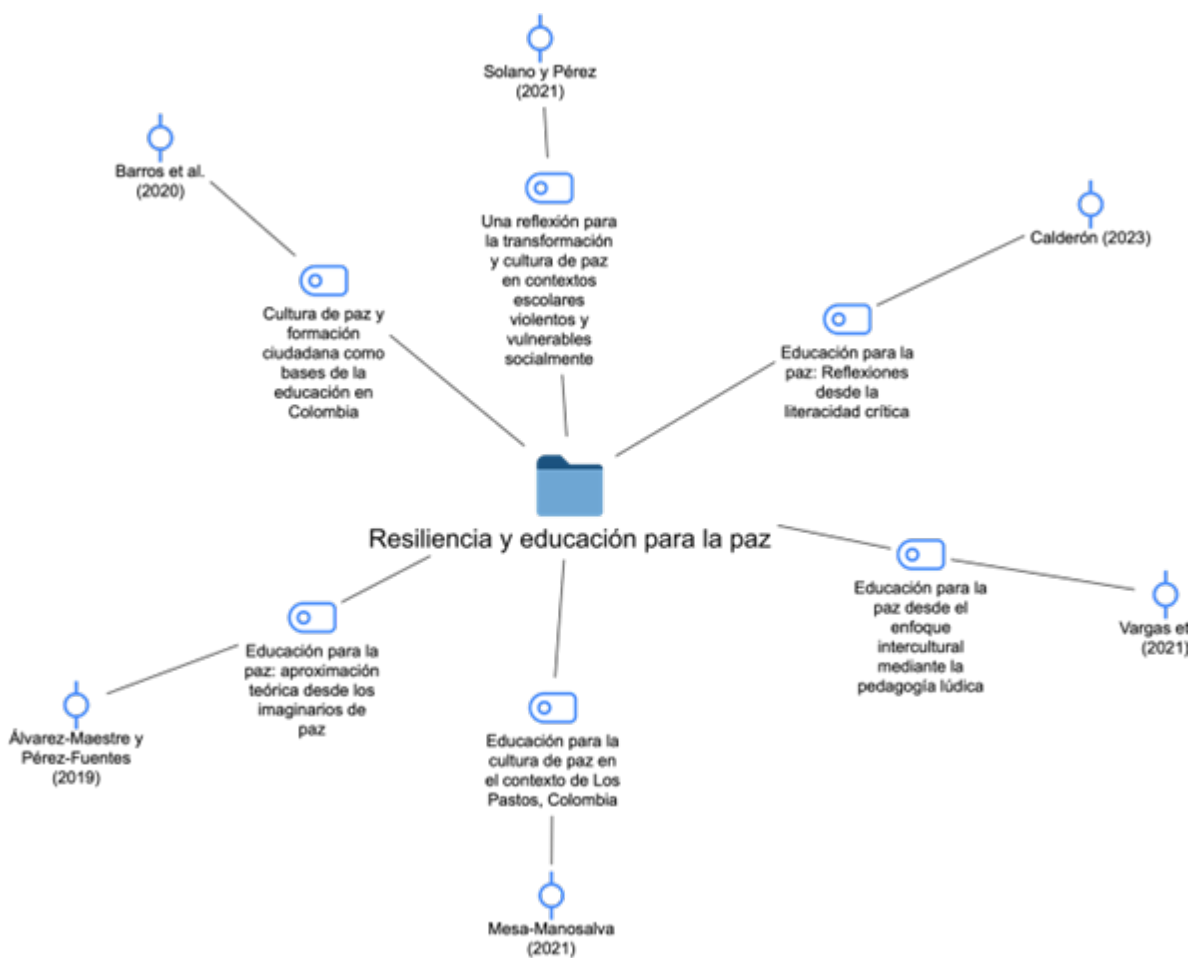 Solano y Pérez
(2021)
Barros et al.
(2020)
Una reflexión para
la transformación
y cultura de paz
en contextos
escolares
violentos y
vulnerables
socialmente
Calderón (2023)
Cultura de paz y
formación
ciudadana como
bases de la
educación en
Colombia
Educación para la
paz: Reflexiones
desde la
literacidad crítica
Resiliencia y educación para la paz
Educación para la
paz desde el
enfoque
intercultural
mediante la
pedagogía lúdica
Vargas et
(2021)
Educación para la
paz: aproximación
teórica desde los
imaginarios de
paz
Álvarez-Maestre y
Pérez-Fuentes
(2019)
Educación para la
cultura de paz en
el contexto de Los
Pastos, Colombia
Mesa-Manosalva
(2021)